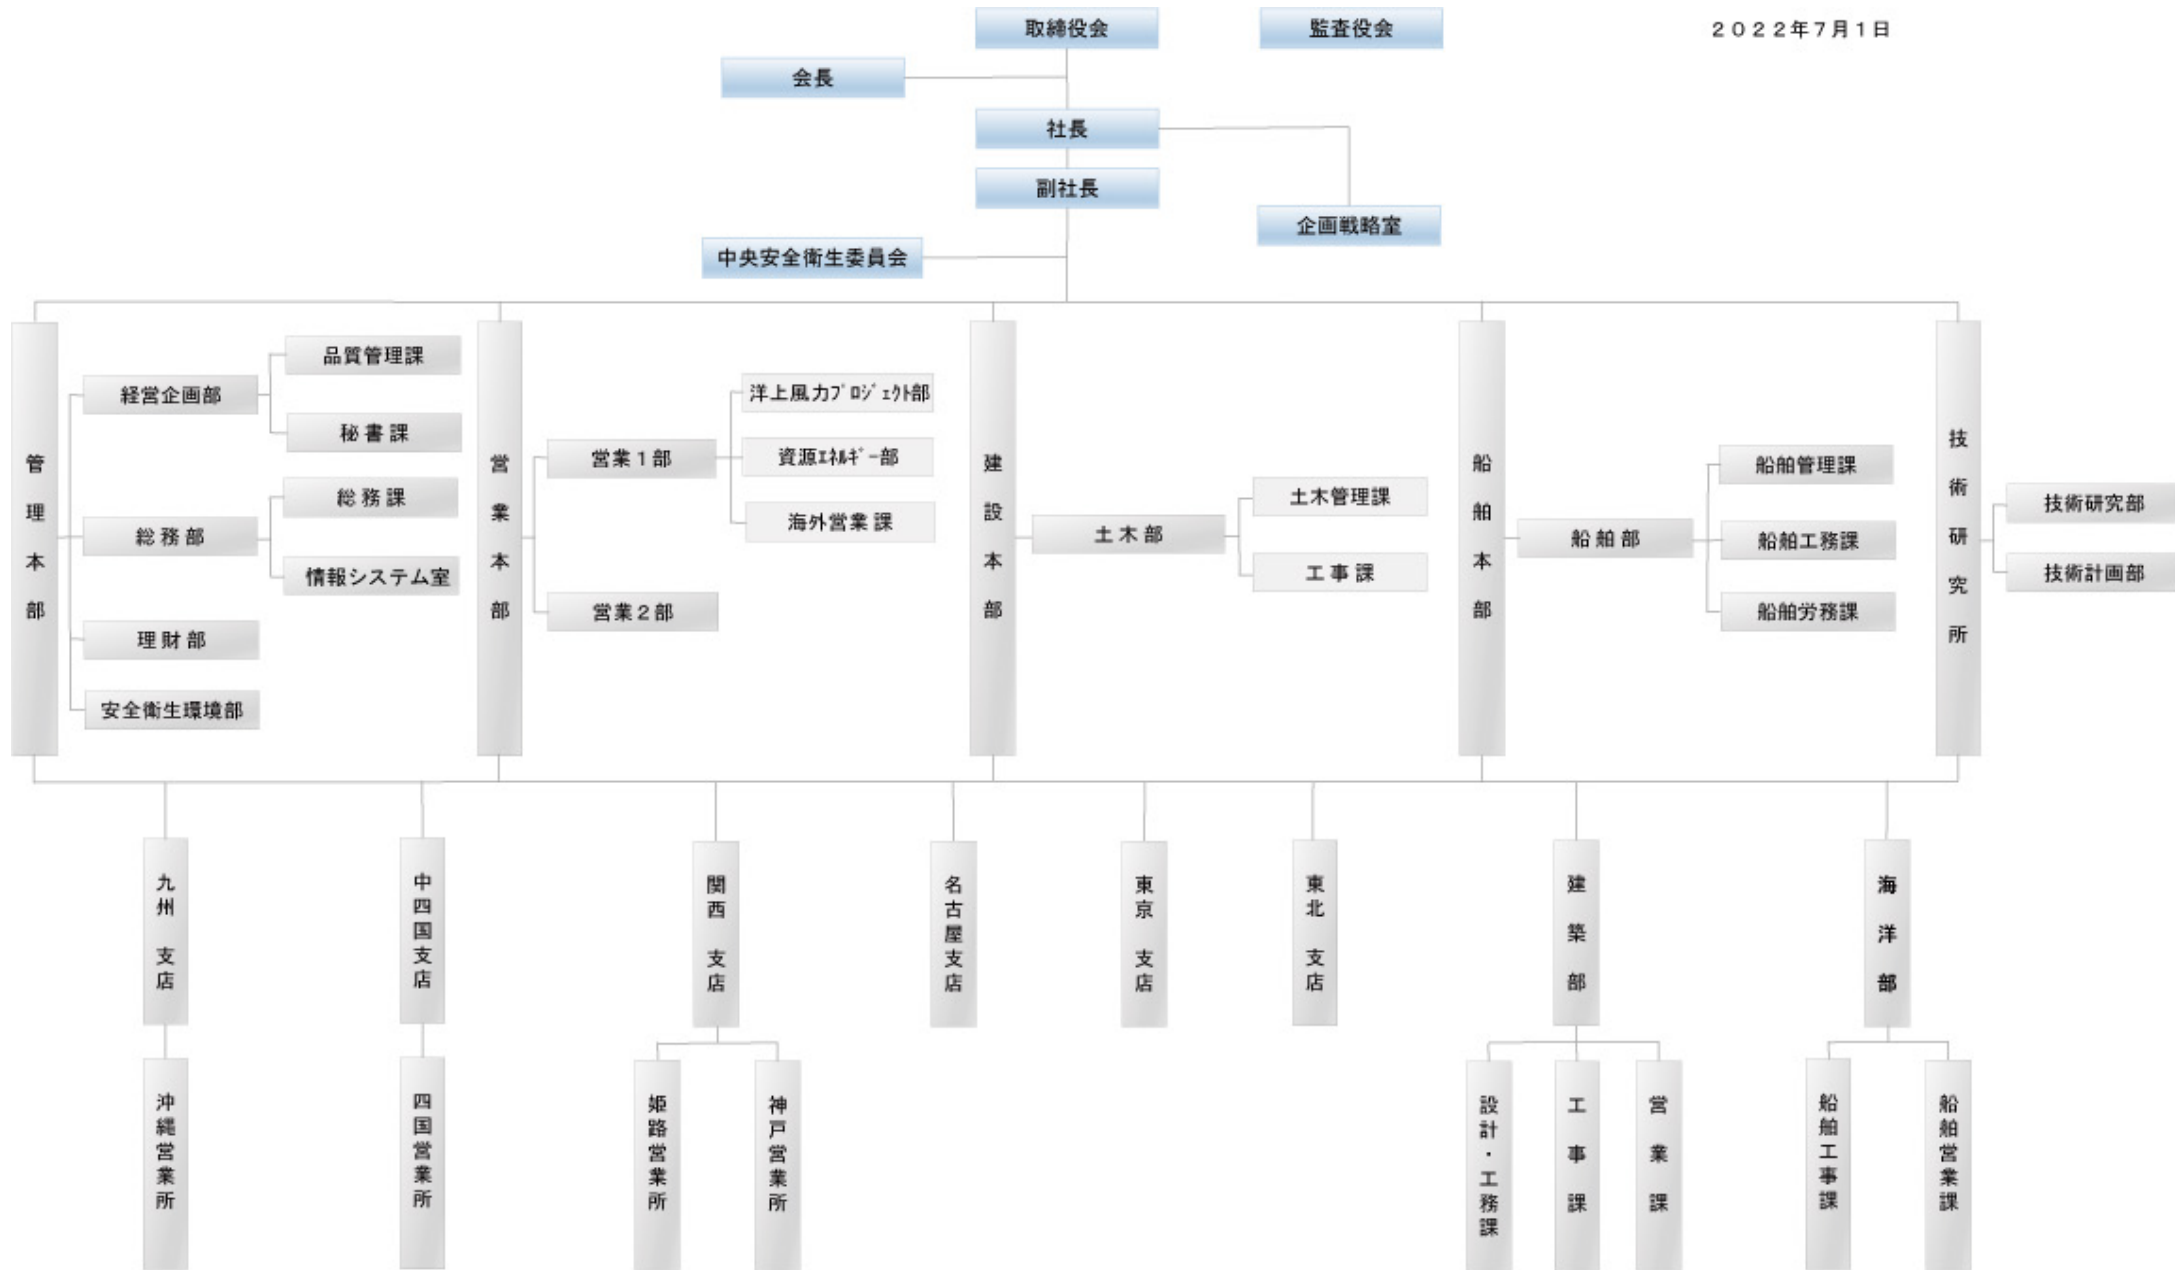 取締役会
監査役会
２０２２年７月１日
会長
社長
副社長
企画戦略室
中央安全衛生委員会
管理本部
経営企画部
品質管理課
秘書課
総務部
総務課
情報システム室
理財部
安全衛生環境部
営業本部
営業１部
洋上風力ﾌﾟﾛｼﾞｪｸﾄ部
資源ｴﾈﾙｷﾞｰ部
海外営業課
営業２部
建設本部
土木部
土木管理課
工事課
船舶本部
船舶部
船舶管理課
船舶工務課
船舶労務課
技術研究所
技術研究部
技術計画部
九州 支店
中四国支店
関西 支店
名古屋支店
東京 支店
東北 支店
建築部
海洋部
沖縄営業所
四国営業所
姫路営業所
神戸営業所
設計・工務課
工事課
営業課
船舶工事課
船舶営業課